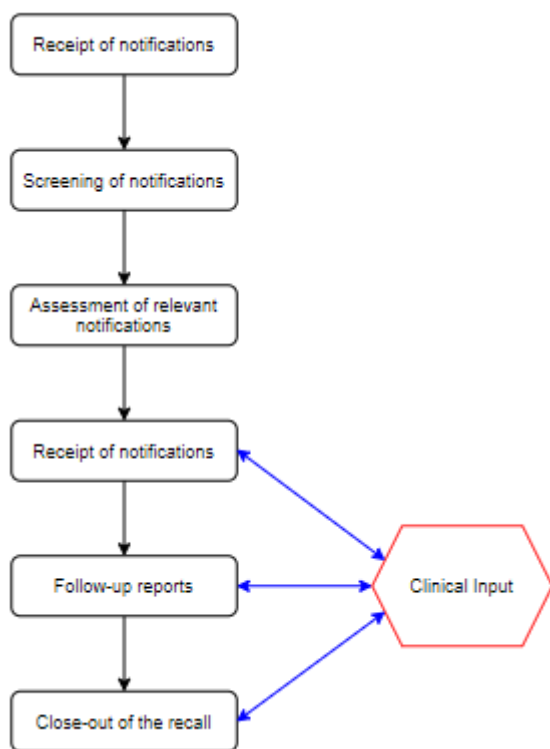 Receipt of notifications
Screening of notifications
Assessment of relevant
notifications
Receipt of notifications
Follow-up reports
Clinical Input
Close-out of the recall